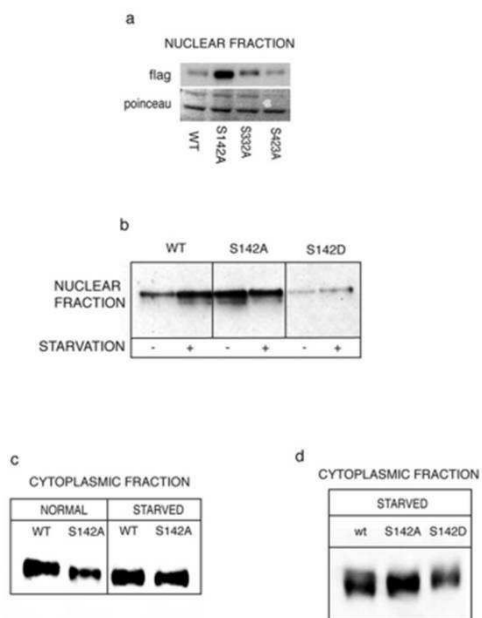 a
NUCLEAR FRACTION
flag
poinceau
WT S142A S332A S423A
b
WT S142A S142D
NUCLEAR
FRACTION
STARVATION - + - + - +
c
CYTOPLASMIC FRACTION
NORMAL STARVED
WT S142A WT S142A
d
CYTOPLASMIC FRACTION
STARVED
wt S142A S142D